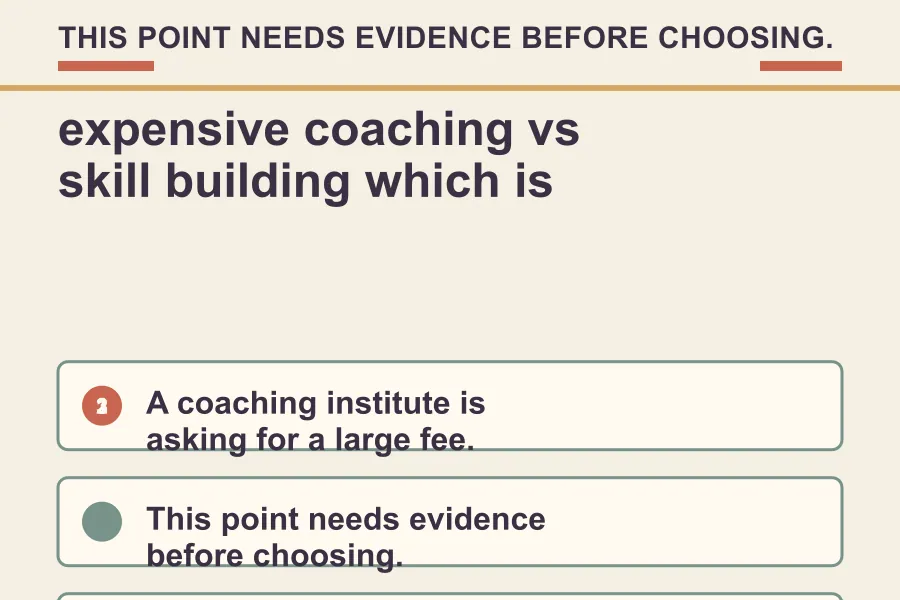 THIS POINT NEEDS EVIDENCE BEFORE CHOOSING.
expensive coaching vs
skill building which is
A coaching institute is
asking for a large fee.
This point needs evidence
before choosing.